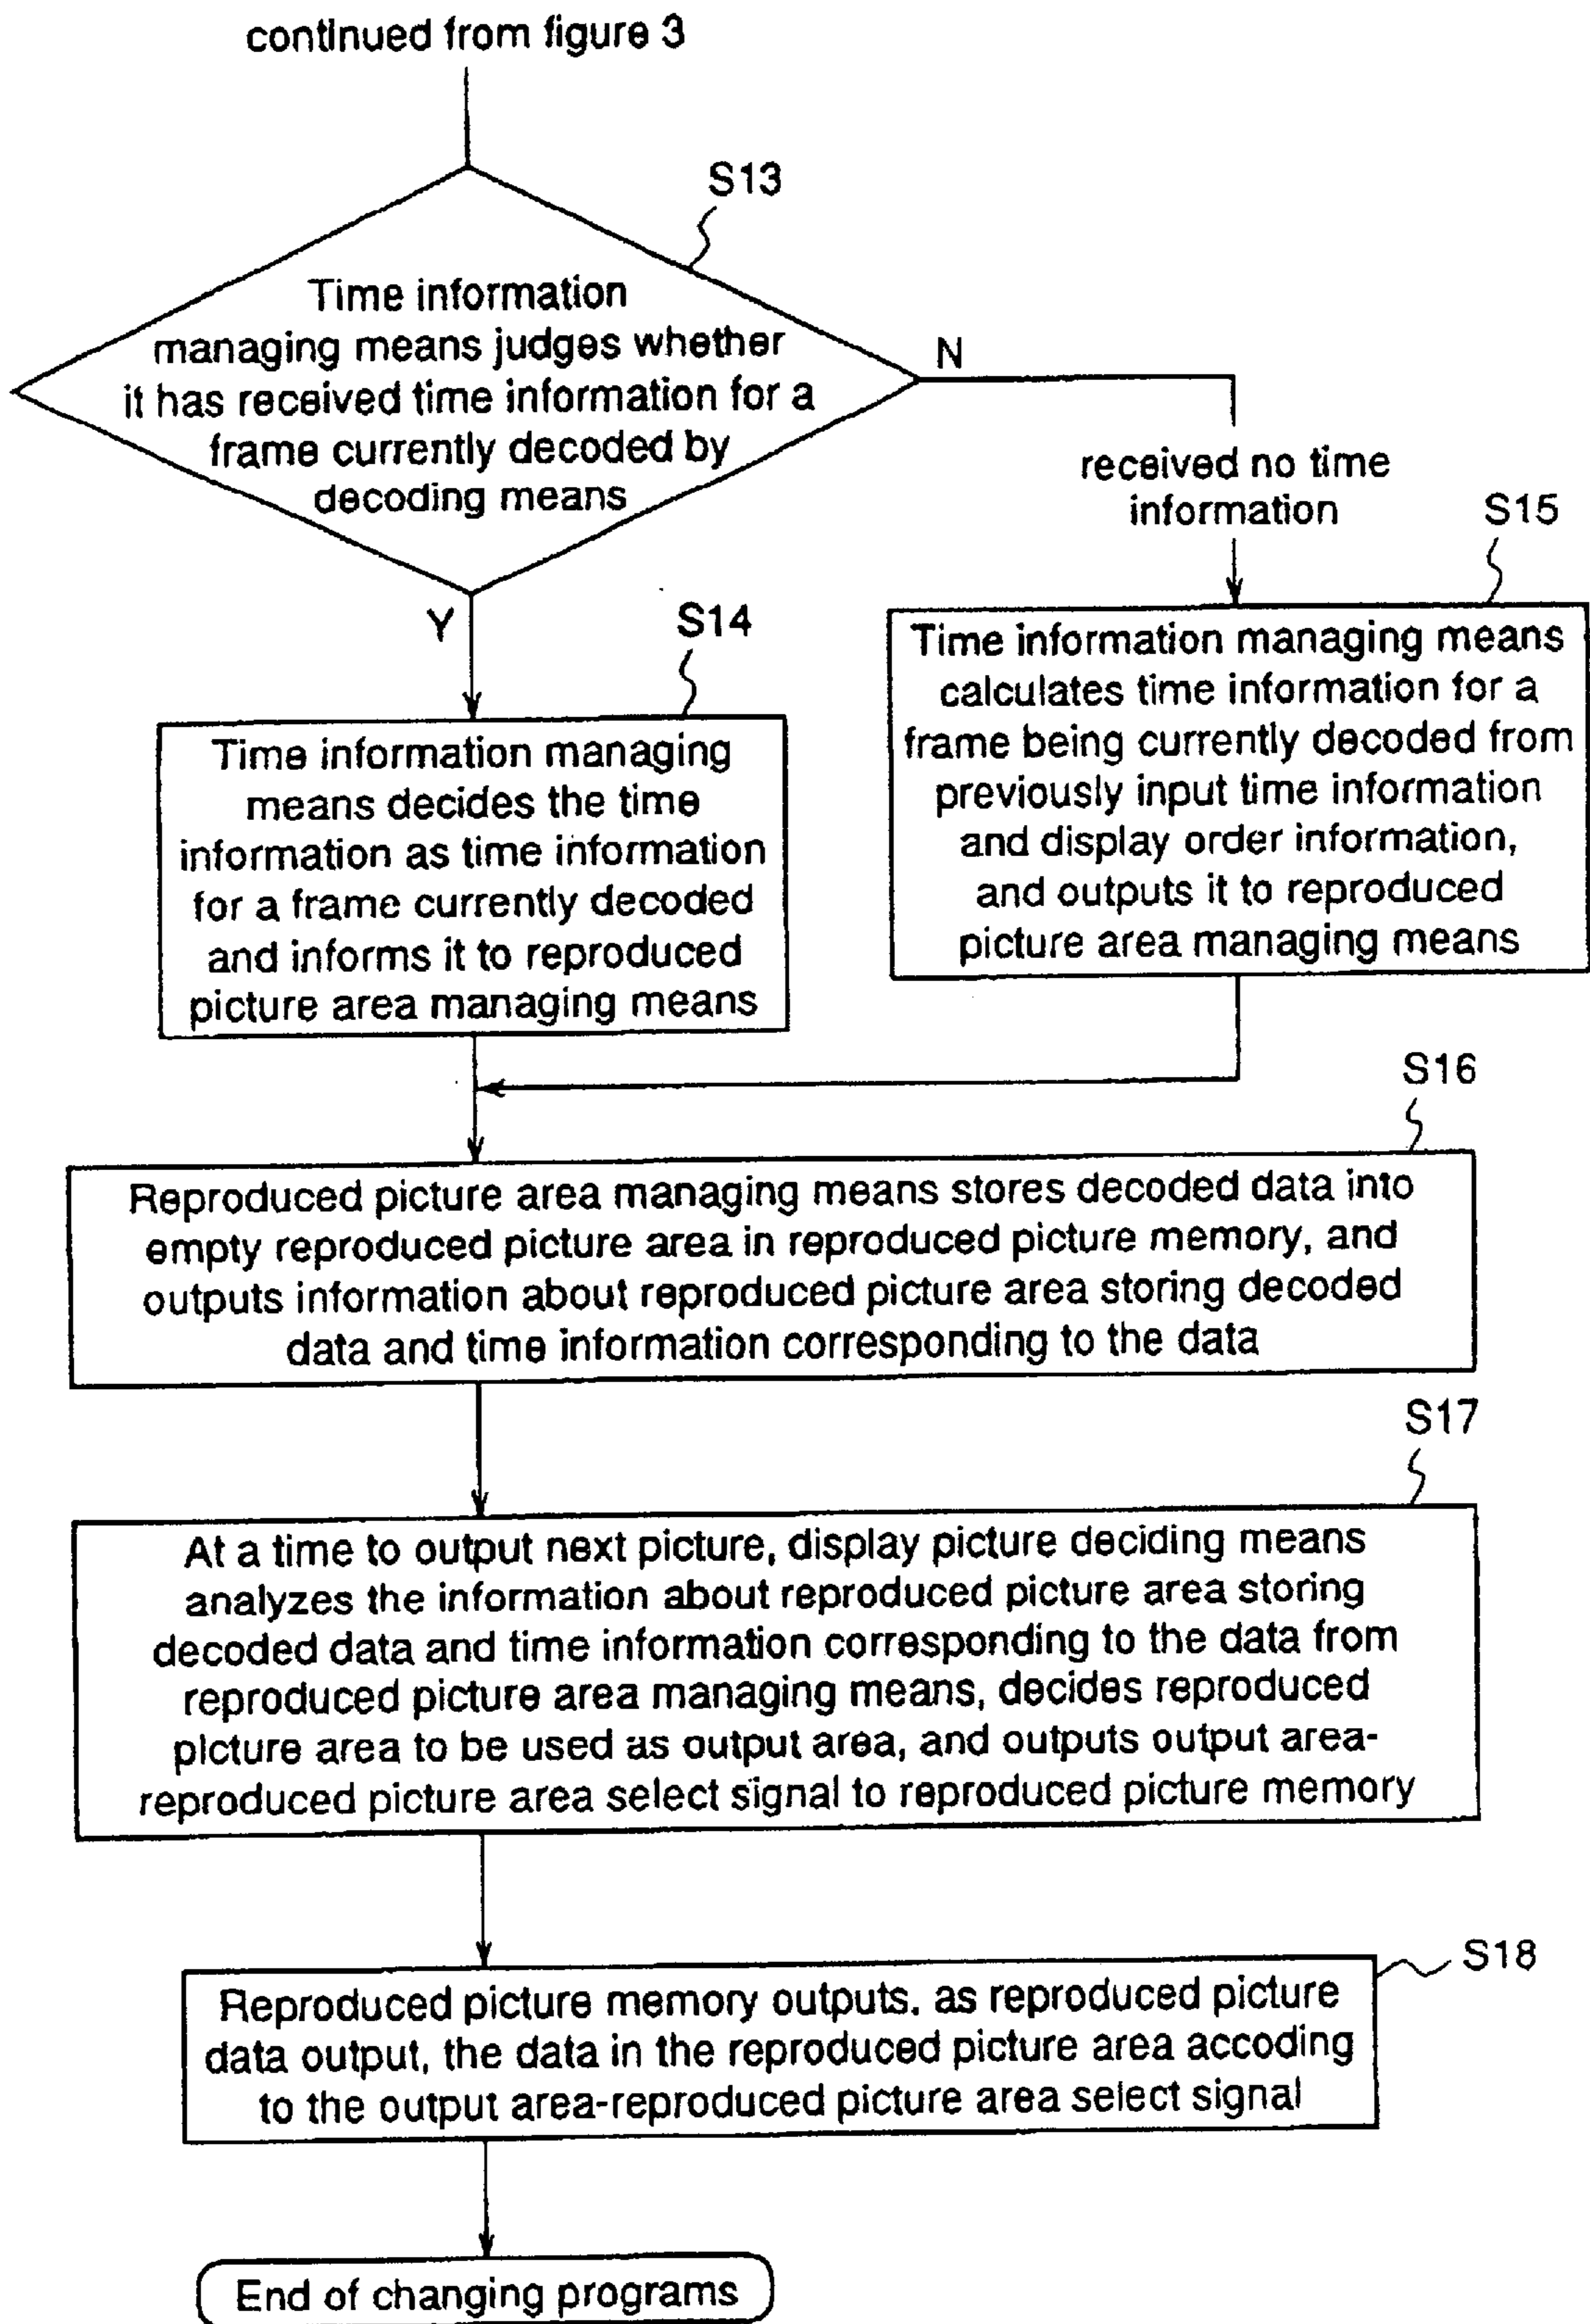 continued from figure 3
S13
Time information
managing means judges whether
it has received time information for a
frame currently decoded by
decoding means
N
received no time
information
S15
Y
S14
Time information managing means
calculates time information for a
frame being currently decoded from
previously input time information
and display order information,
and outputs it to reproduced
picture area managing means
Time information managing
means decides the time
information as time information
for a frame currently decoded
and informs it to reproduced
picture area managing means
S16
Reproduced picture area managing means stores decoded data into
empty reproduced picture area in reproduced picture memory, and
outputs information about reproduced picture area storing decoded
data and time information corresponding to the data
S17
At a time to output next picture, display picture deciding means
analyzes the information about reproduced picture area storing
decoded data and time information corresponding to the data from
reproduced picture area managing means, decides reproduced
picture area to be used as output area, and outputs output area-
reproduced picture area select signal to reproduced picture memory
S18
Reproduced picture memory outputs. as reproduced picture
data output, the data in the reproduced picture area accoding
to the output area-reproduced picture area select signal
End of changing programs